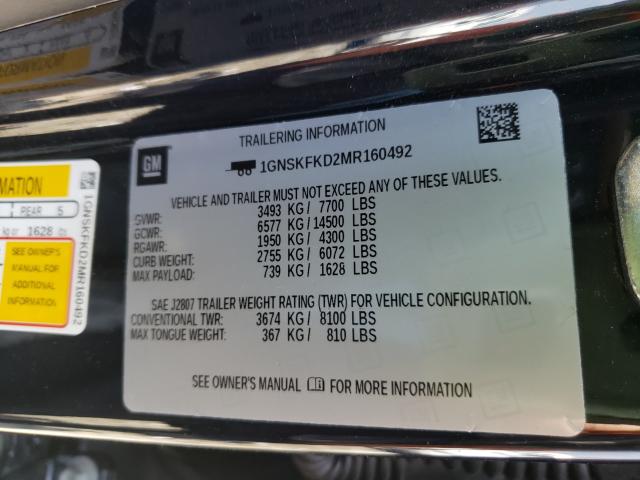 TRAILERING INFORMATION
GM
1GNSKFKD2MR160492
VEHICLE AND TRAILER MUST NOT EXCEED ANY OF THESE VALUES.
GVWR: 3493 KG/ 7700 LBS
GCWR: 6577 KG/ 14500 LBS
RGAWR: 1950 KG/ 4300 LBS
CURB WEIGHT: 2755 KG/ 6072 LBS
MAX PAYLOAD: 739 KG/ 1628 LBS
SAE J2807 TRAILER WEIGHT RATING (TWR) FOR VEHICLE CONFIGURATION.
CONVENTIONAL TWR: 3674 KG/ 8100 LBS
MAX TONGUE WEIGHT: 367 KG/ 810 LBS
SEE OWNER'S MANUAL FOR MORE INFORMATION
MATION
REAR 5
kg or 1628 lbs
SEE OWNER'S
MANUAL FOR
ADDITIONAL
INFORMATION
1GNSKFKD2MR160492